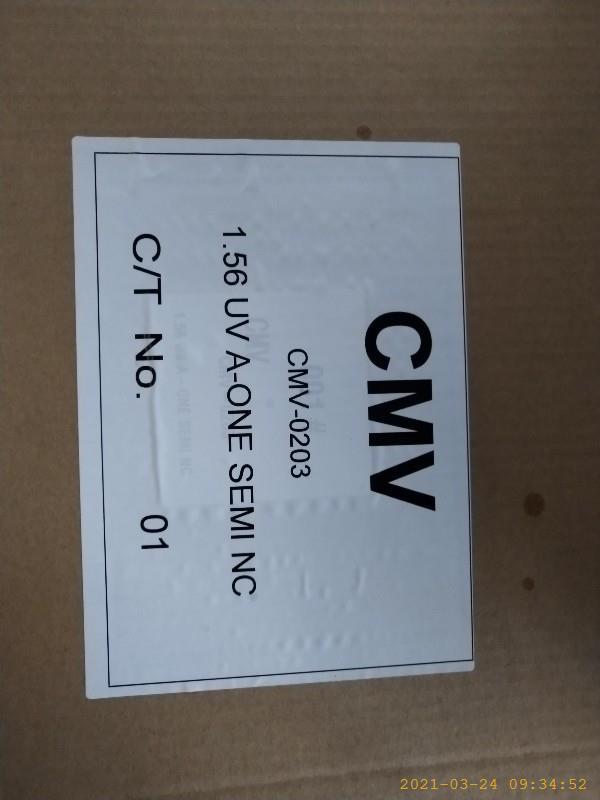 CMV
CMV-0203
1.56 UV A-ONE SEMI NC
C/T No. 01
2021-03-24 09:34:52